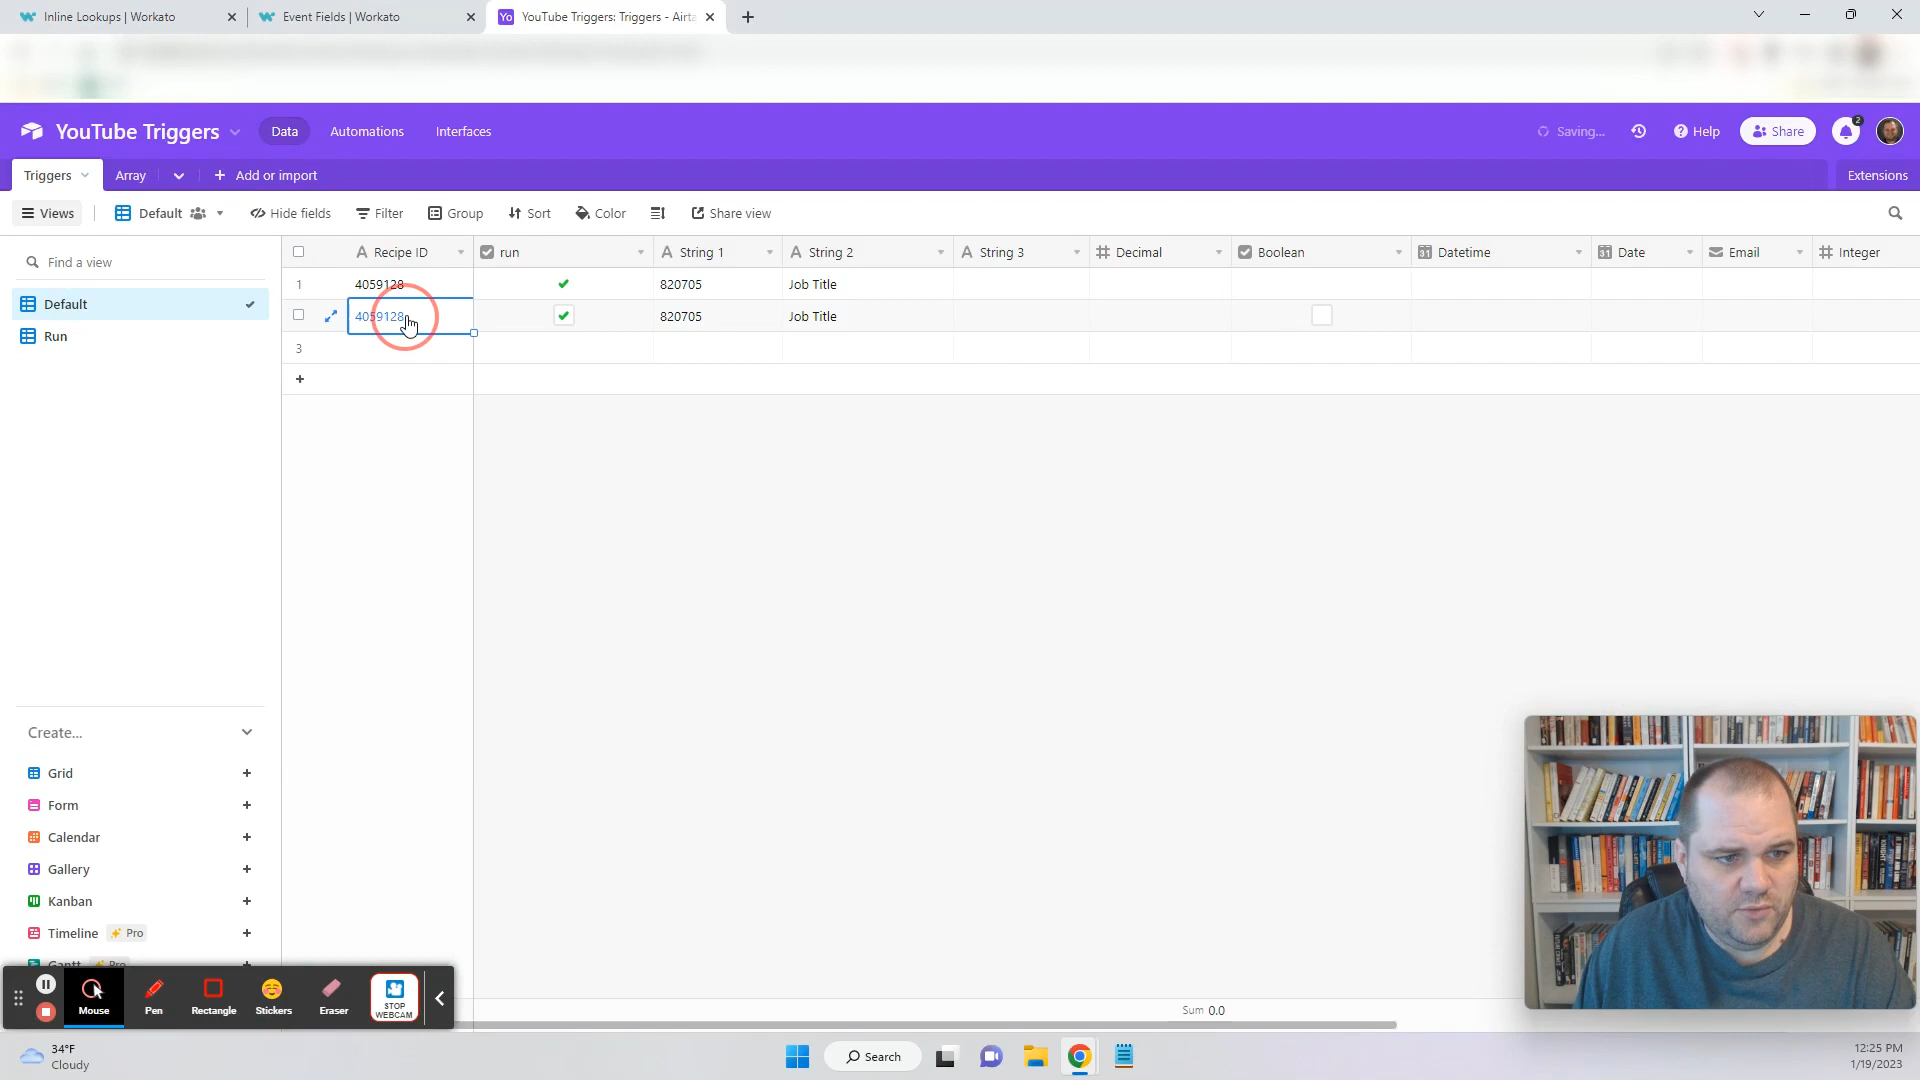 Inline Lookups | Workato
Event Fields | Workato
Yo YouTube Triggers: Triggers - Airta
YouTube Triggers
Data
Automations
Interfaces
Saving...
Help
Share
2
Triggers
Array
Add or import
Extensions
Views
Default
Hide fields
Filter
Group
Sort
Color
Share view
Find a view
Recipe ID
run
String 1
String 2
String 3
Decimal
Boolean
Datetime
Date
Email
Integer
1 4059128 820705 Job Title
4059128 820705 Job Title
3
Default
Run
Create...
Grid
Form
Calendar
Gallery
Kanban
Timeline Pro
Gantt Pro
Mouse
Pen
Rectangle
Stickers
Eraser
STOP
WEBCAM
Sum 0.0
34°F
Cloudy
Search
12:25 PM
1/19/2023